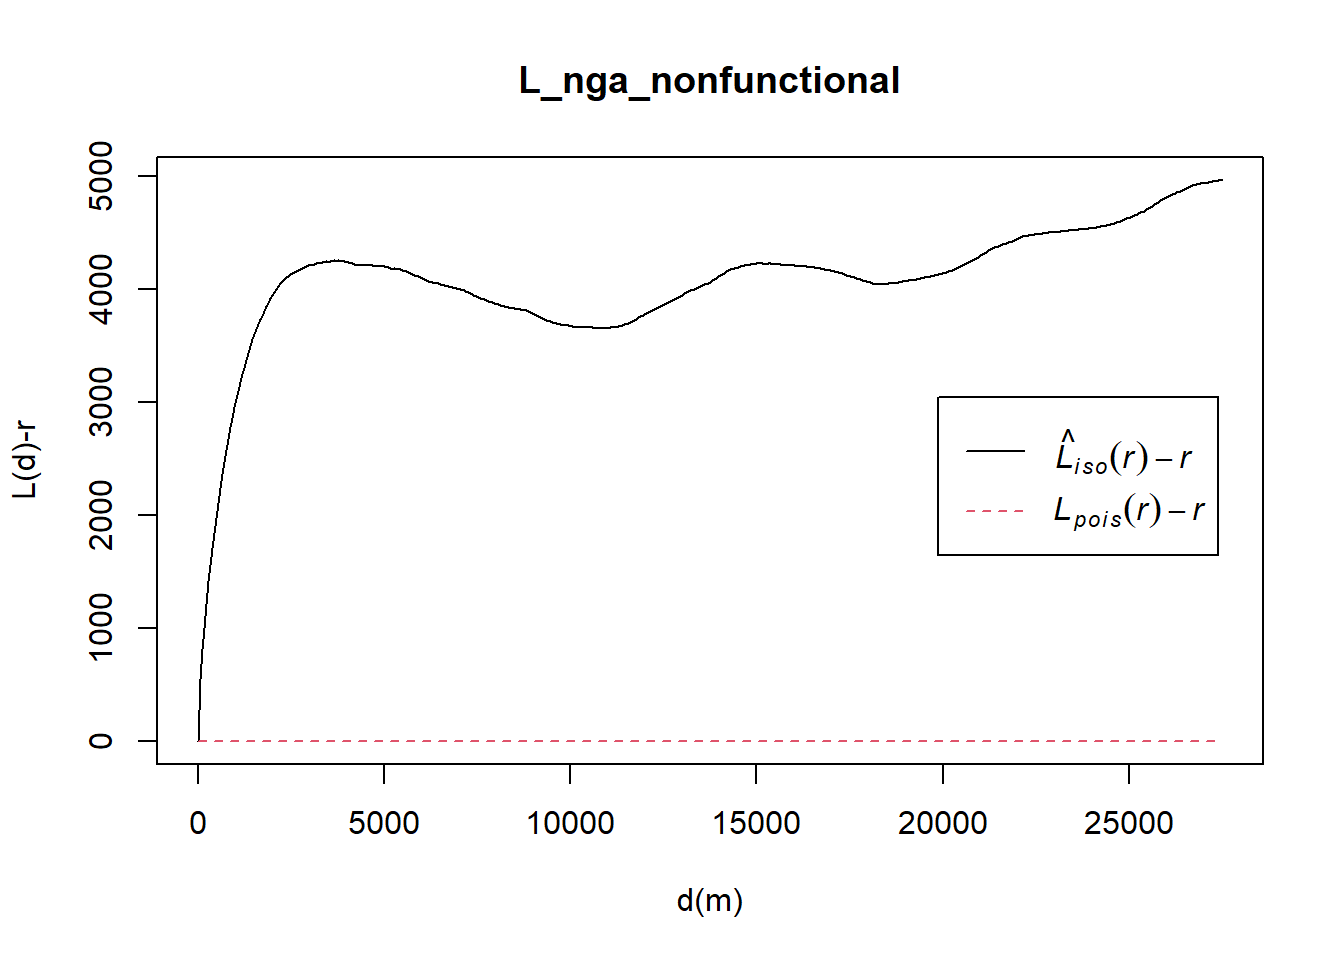 L_nga_nonfunctional
L(d)-r
5000
4000
3000
2000
1000
0
L̂iso(r) – r
Lpois(r) – r
0 5000 10000 15000 20000 25000
d(m)